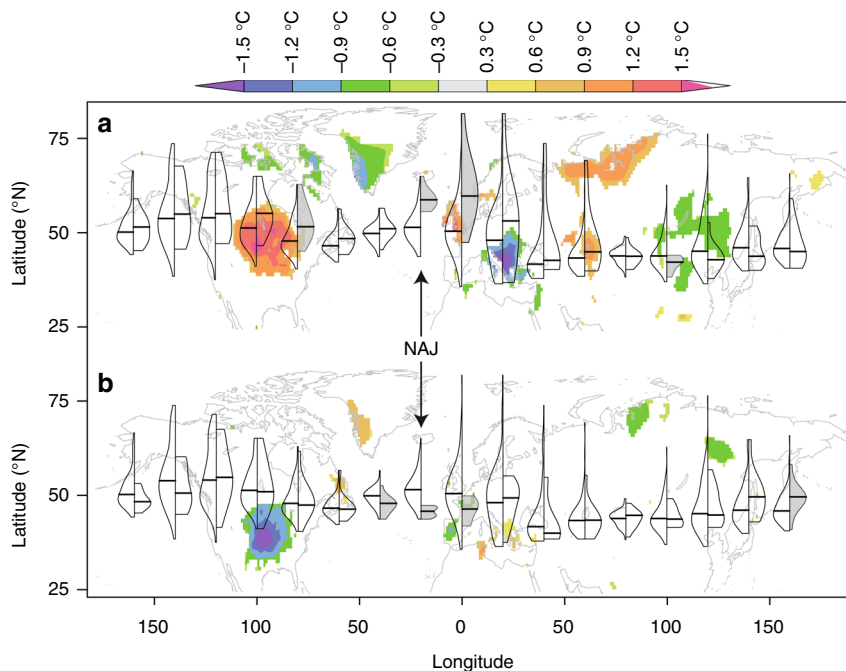 −1.5 °C
−1.2 °C
−0.9 °C
−0.6 °C
−0.3 °C
0.3 °C
0.6 °C
0.9 °C
1.2 °C
1.5 °C
a
75
50
25
Latitude (°N)
NAJ
b
75
50
25
Latitude (°N)
150 100 50 0 50 100 150
Longitude